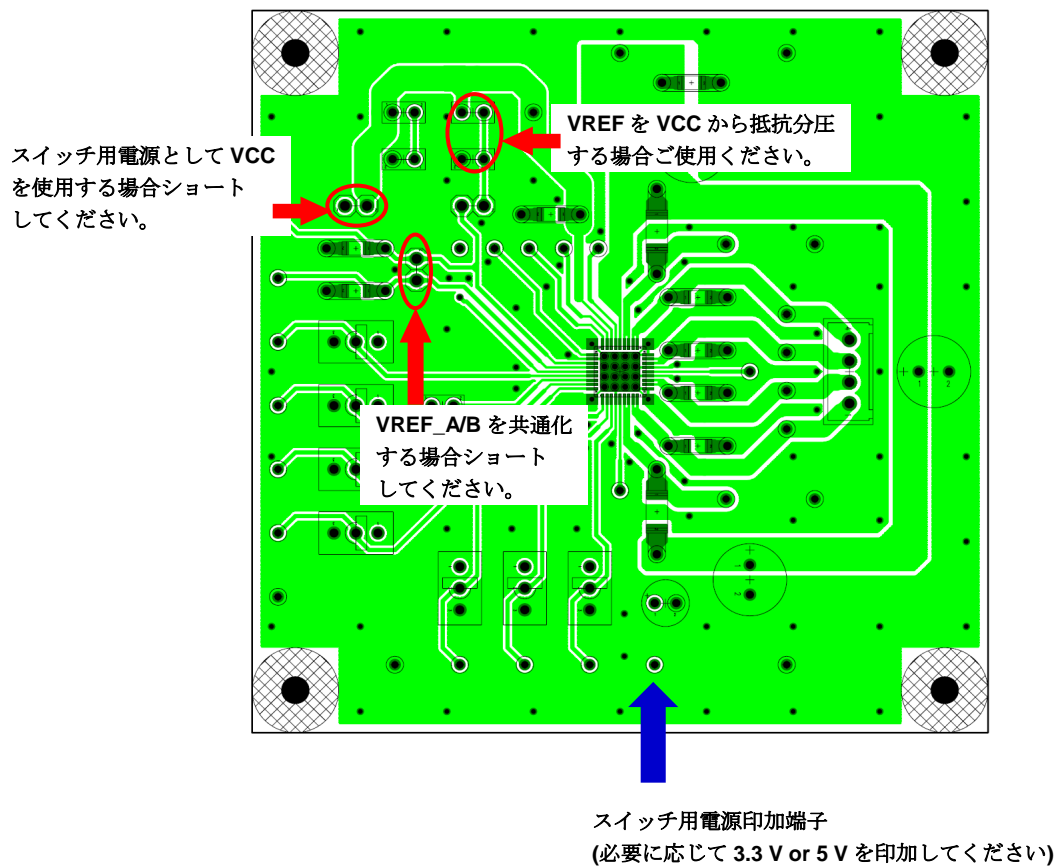 VREF を VCC から抵抗分圧
する場合ご使用ください。
スイッチ用電源として VCC
を使用する場合ショート
してください。
VREF_A/B を共通化
する場合ショート
してください。
スイッチ用電源印加端子
(必要に応じて 3.3 V or 5 V を印加してください)
1 2
1
2